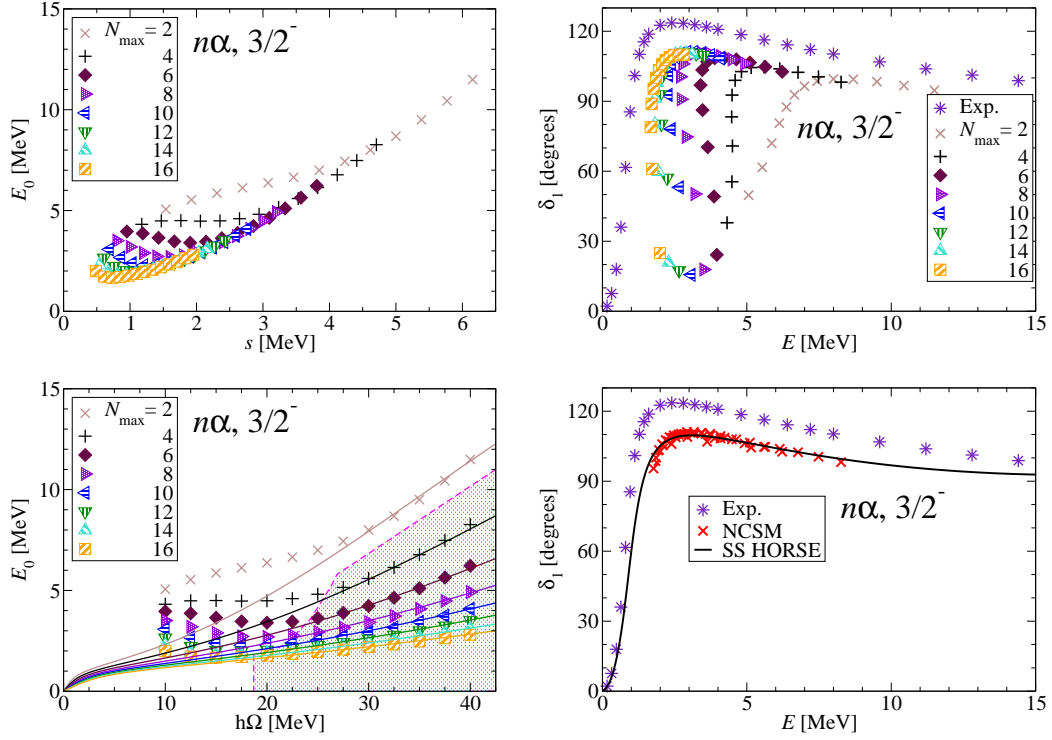 N_max = 2
4
6
8
10
12
14
16
nα, 3/2⁻
15
10
5
0
E₀ [MeV]
0 1 2 3 4 5 6
s [MeV]
120
90
60
30
0
δ₁ [degrees]
nα, 3/2⁻
Exp.
N_max = 2
4
6
8
10
12
14
16
0 5 10 15
E [MeV]
N_max = 2
4
6
8
10
12
14
16
nα, 3/2⁻
15
10
5
0
E₀ [MeV]
0 10 20 30 40
hΩ [MeV]
120
90
60
30
0
δ₁ [degrees]
nα, 3/2⁻
Exp.
NCSM
SS HORSE
0 5 10 15
E [MeV]